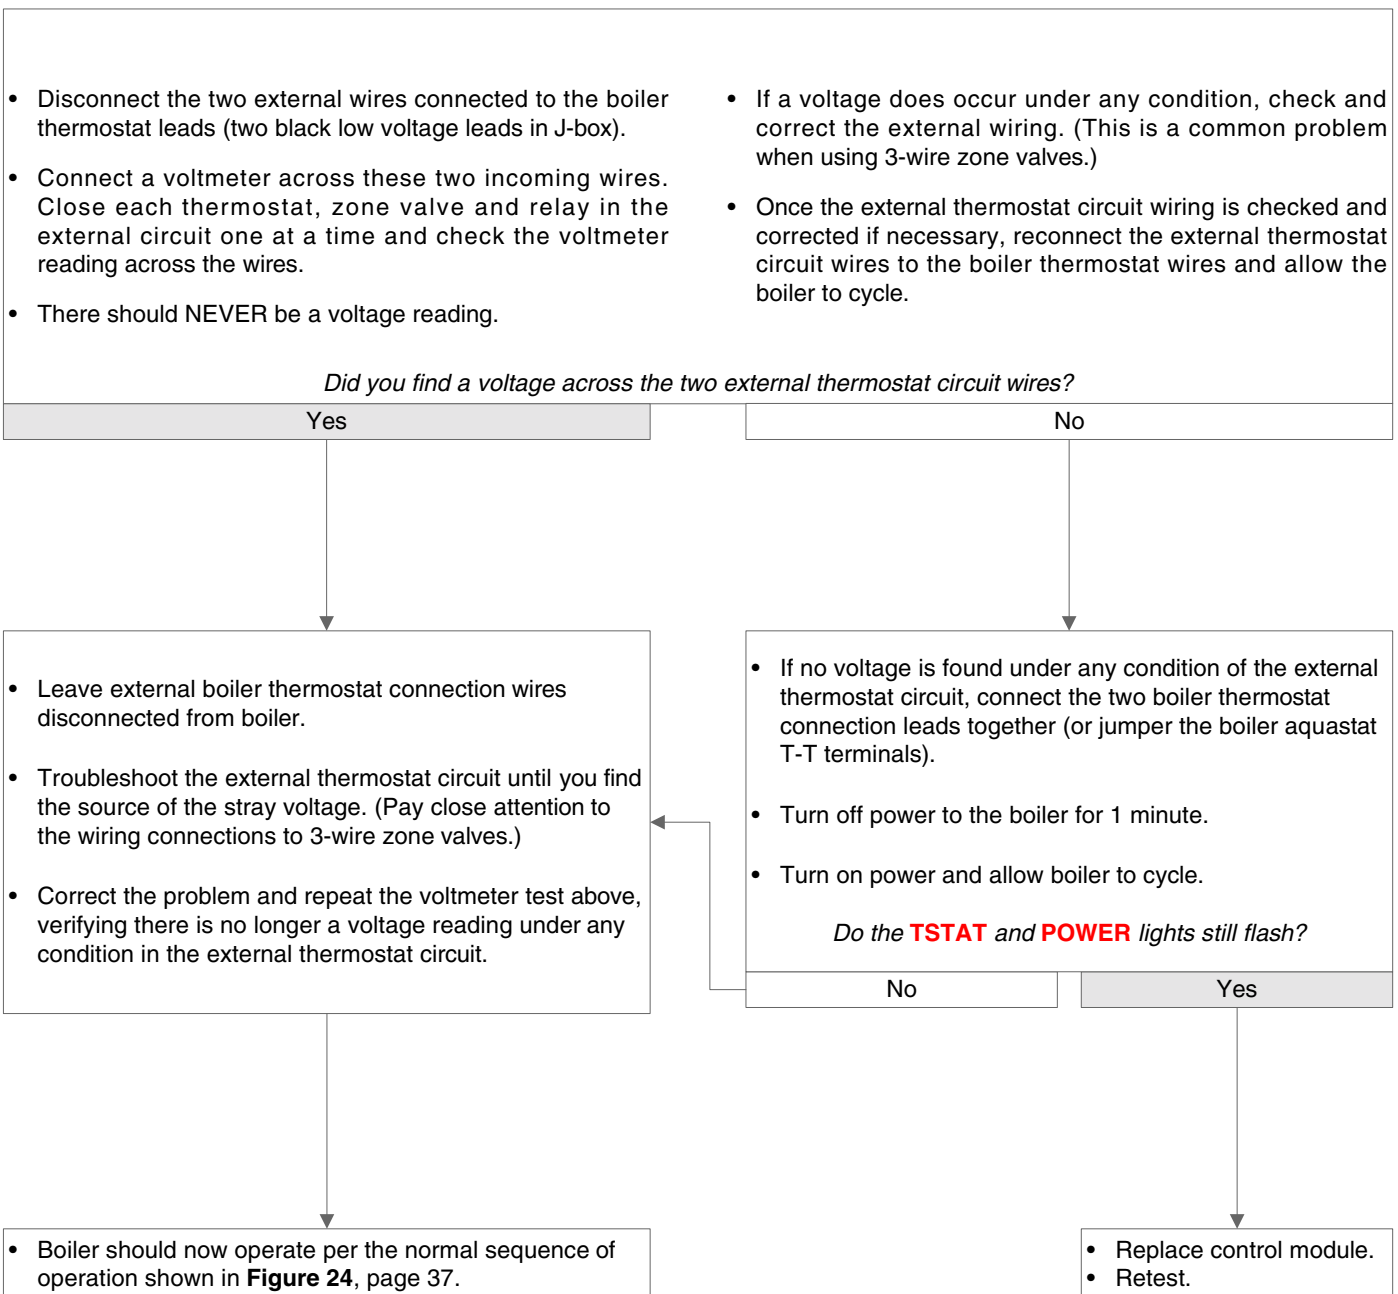 • Disconnect the two external wires connected to the boiler
thermostat leads (two black low voltage leads in J-box).
• Connect a voltmeter across these two incoming wires.
Close each thermostat, zone valve and relay in the
external circuit one at a time and check the voltmeter
reading across the wires.
• There should NEVER be a voltage reading.
• If a voltage does occur under any condition, check and
correct the external wiring. (This is a common problem
when using 3-wire zone valves.)
• Once the external thermostat circuit wiring is checked and
corrected if necessary, reconnect the external thermostat
circuit wires to the boiler thermostat wires and allow the
boiler to cycle.
Did you find a voltage across the two external thermostat circuit wires?
Yes
No
• Leave external boiler thermostat connection wires
disconnected from boiler.
• Troubleshoot the external thermostat circuit until you find
the source of the stray voltage. (Pay close attention to
the wiring connections to 3-wire zone valves.)
• Correct the problem and repeat the voltmeter test above,
verifying there is no longer a voltage reading under any
condition in the external thermostat circuit.
• If no voltage is found under any condition of the external
thermostat circuit, connect the two boiler thermostat
connection leads together (or jumper the boiler aquastat
T-T terminals).
• Turn off power to the boiler for 1 minute.
• Turn on power and allow boiler to cycle.
Do the TSTAT and POWER lights still flash?
No
Yes
• Boiler should now operate per the normal sequence of
operation shown in Figure 24, page 37.
• Replace control module.
• Retest.